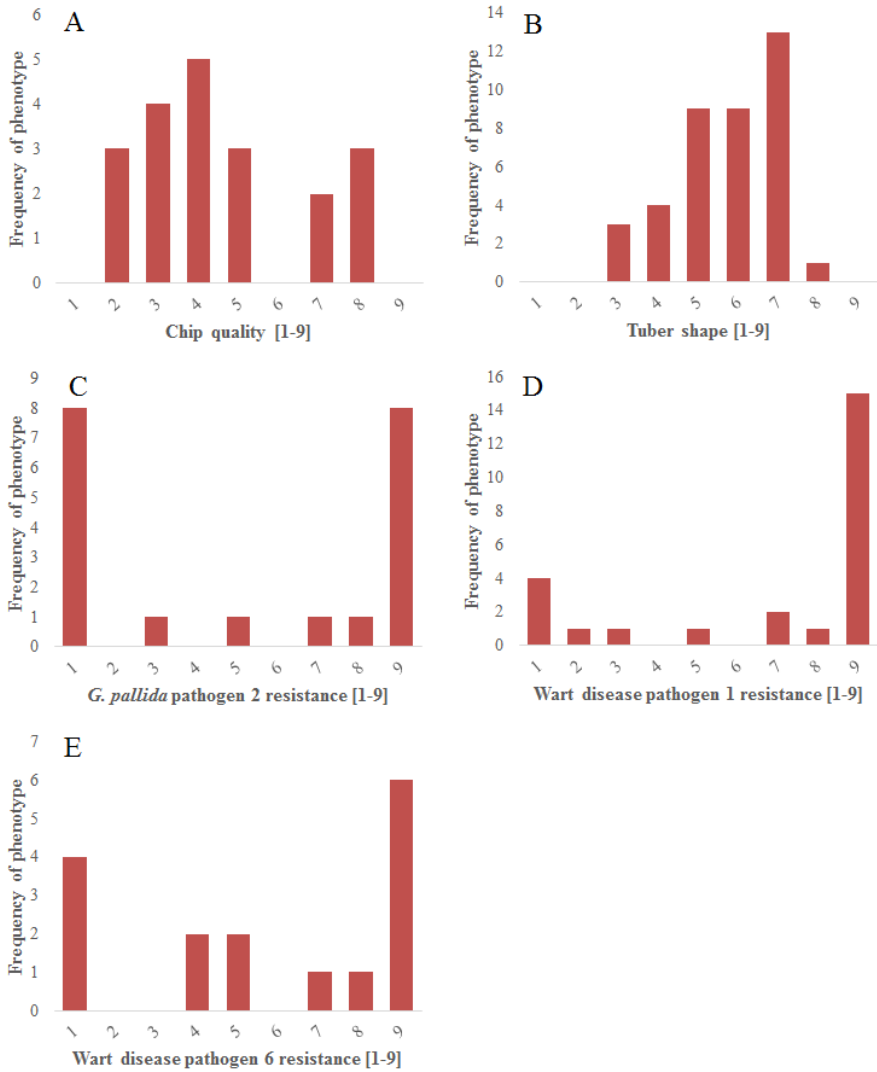 A
Frequency of phenotype
6
5
4
3
2
1
0
1 2 3 4 5 6 7 8 9
Chip quality [1-9]
B
Frequency of phenotype
14
12
10
8
6
4
2
0
1 2 3 4 5 6 7 8 9
Tuber shape [1-9]
C
Frequency of phenotype
9
8
7
6
5
4
3
2
1
0
1 2 3 4 5 6 7 8 9
G. pallida pathogen 2 resistance [1-9]
D
Frequency of phenotype
16
14
12
10
8
6
4
2
0
1 2 3 4 5 6 7 8 9
Wart disease pathogen 1 resistance [1-9]
E
Frequency of phenotype
7
6
5
4
3
2
1
0
1 2 3 4 5 6 7 8 9
Wart disease pathogen 6 resistance [1-9]